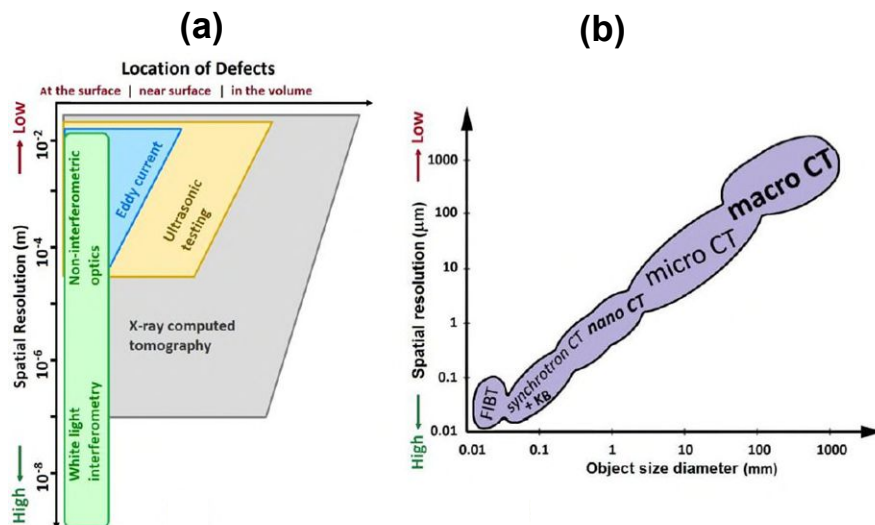 (a)
Location of Defects
At the surface | near surface | in the volume
Low
Spatial Resolution (m)
High
10-2
10-4
10-6
10-8
Non-interferometric
optics
White light
interferometry
Eddy current
Ultrasonic
testing
X-ray computed
tomography
(b)
Low
Spatial resolution (μm)
High
1000
100
10
1
0.1
0.01
macro CT
micro CT
nano CT
synchrotron CT
+ KB
FIBT
0.01
0.1
1
10
100
1000
Object size diameter (mm)